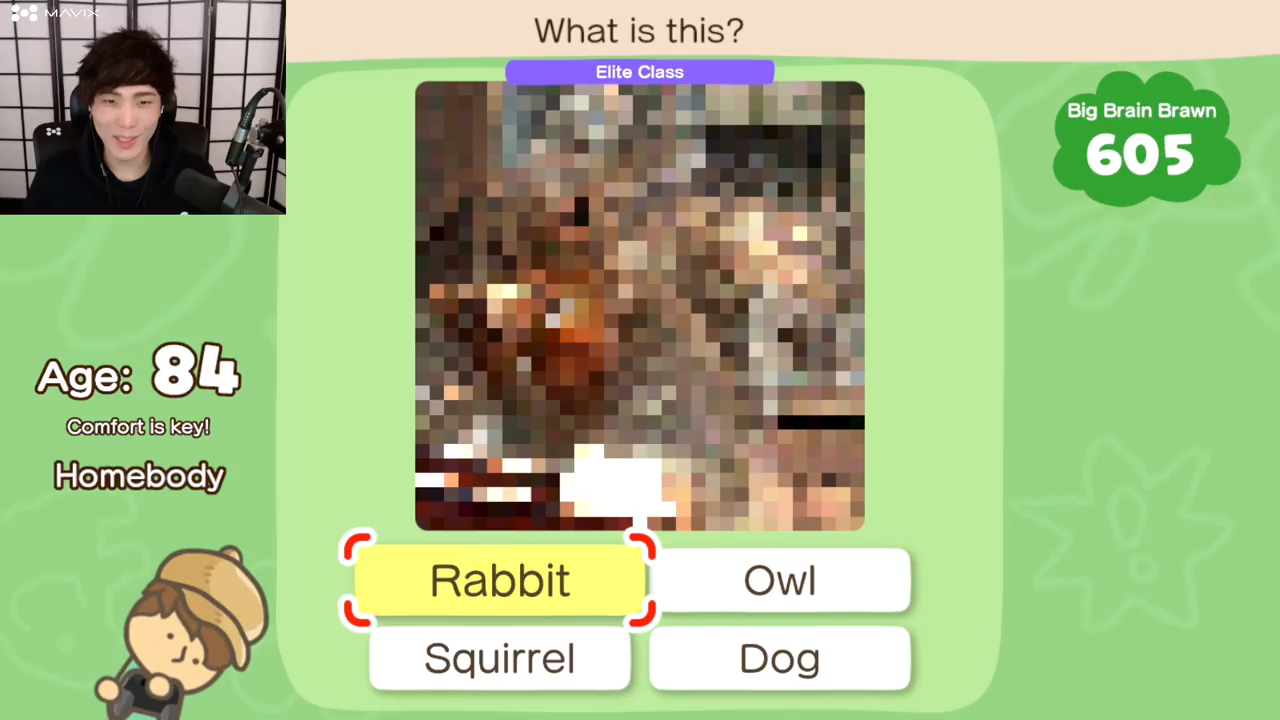 MAVIX
What is this?
Elite Class
Big Brain Brawn
605
Age: 84
Comfort is key!
Homebody
Rabbit
Owl
Squirrel
Dog